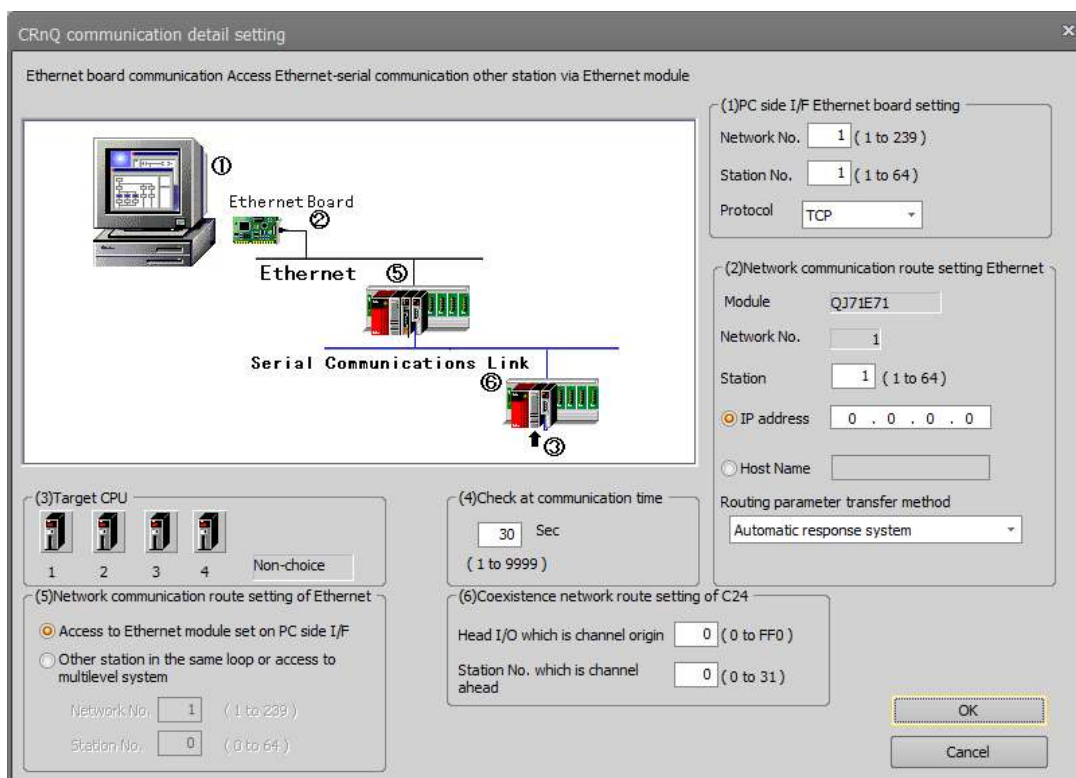 CRnQ communication detail setting
Ethernet board communication Access Ethernet-serial communication other station via Ethernet module
①
Ethernet Board
②
Ethernet
⑤
Serial Communications Link
⑥
③
(1)PC side I/F Ethernet board setting
Network No. 1 ( 1 to 239 )
Station No. 1 ( 1 to 64 )
Protocol TCP
(2)Network communication route setting Ethernet
Module QJ71E71
Network No. 1
Station 1 ( 1 to 64 )
IP address 0 . 0 . 0 . 0
Host Name
Routing parameter transfer method
Automatic response system
(3)Target CPU
1 2 3 4 Non-choice
(4)Check at communication time
30 Sec
( 1 to 9999 )
(5)Network communication route setting of Ethernet
Access to Ethernet module set on PC side I/F
Other station in the same loop or access to
multilevel system
Network No. 1 ( 1 to 239 )
Station No. 0 ( 0 to 64 )
(6)Coexistence network route setting of C24
Head I/O which is channel origin 0 ( 0 to FF0 )
Station No. which is channel
ahead 0 ( 0 to 31 )
OK
Cancel